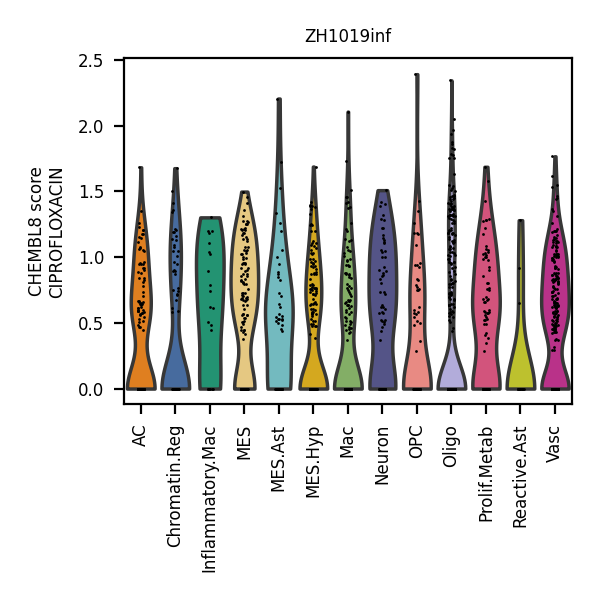 ZH1019inf
CHEMBL8 score
CIPROFLOXACIN
2.5
2.0
1.5
1.0
0.5
0.0
AC
Chromatin.Reg
Inflammatory.Mac
MES
MES.Ast
MES.Hyp
Mac
Neuron
OPC
Oligo
Prolif.Metab
Reactive.Ast
Vasc